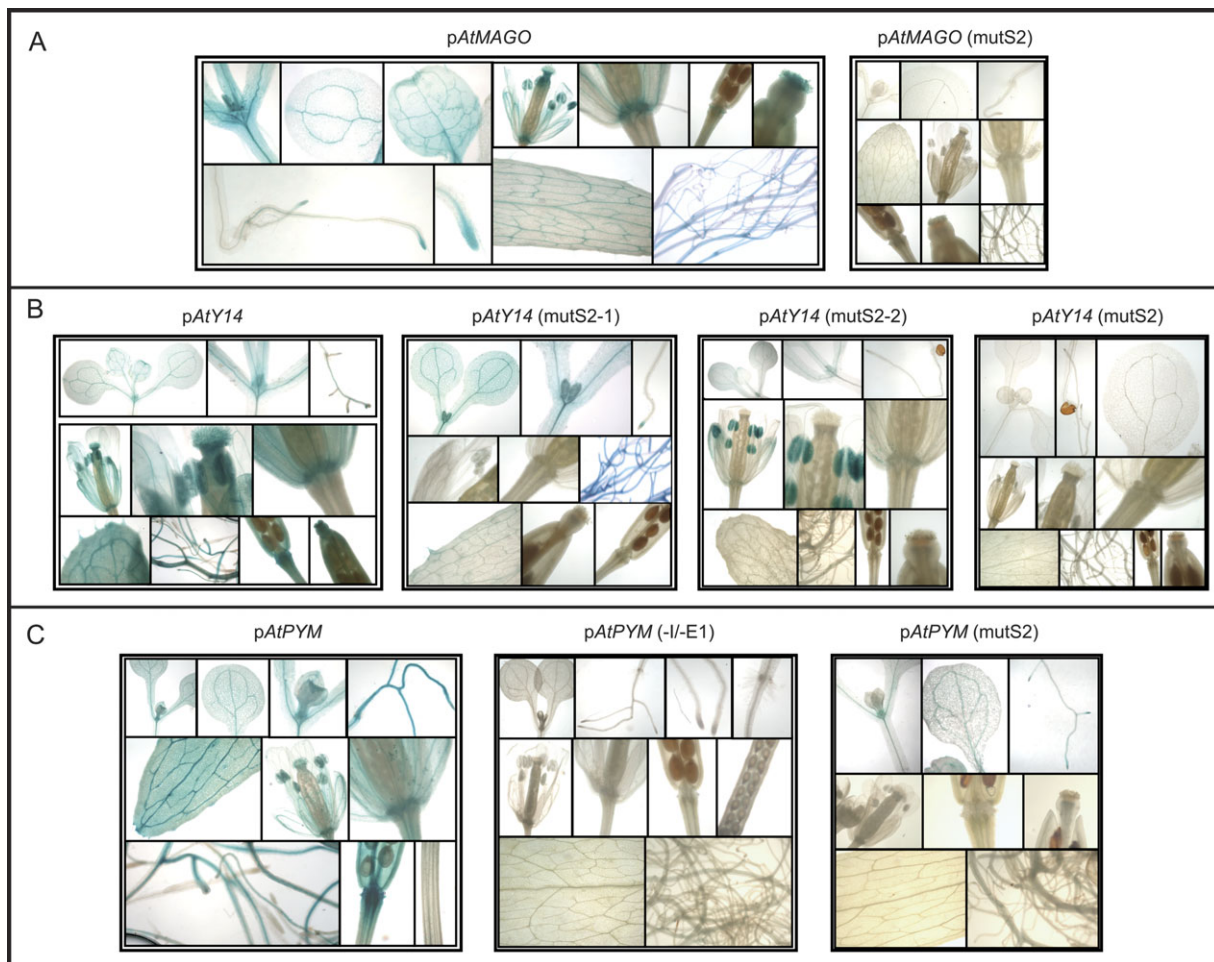 A
pAtMAGO
pAtMAGO (mutS2)
B
pAtY14
pAtY14 (mutS2-1)
pAtY14 (mutS2-2)
pAtY14 (mutS2)
C
pAtPYM
pAtPYM (-I/-E1)
pAtPYM (mutS2)